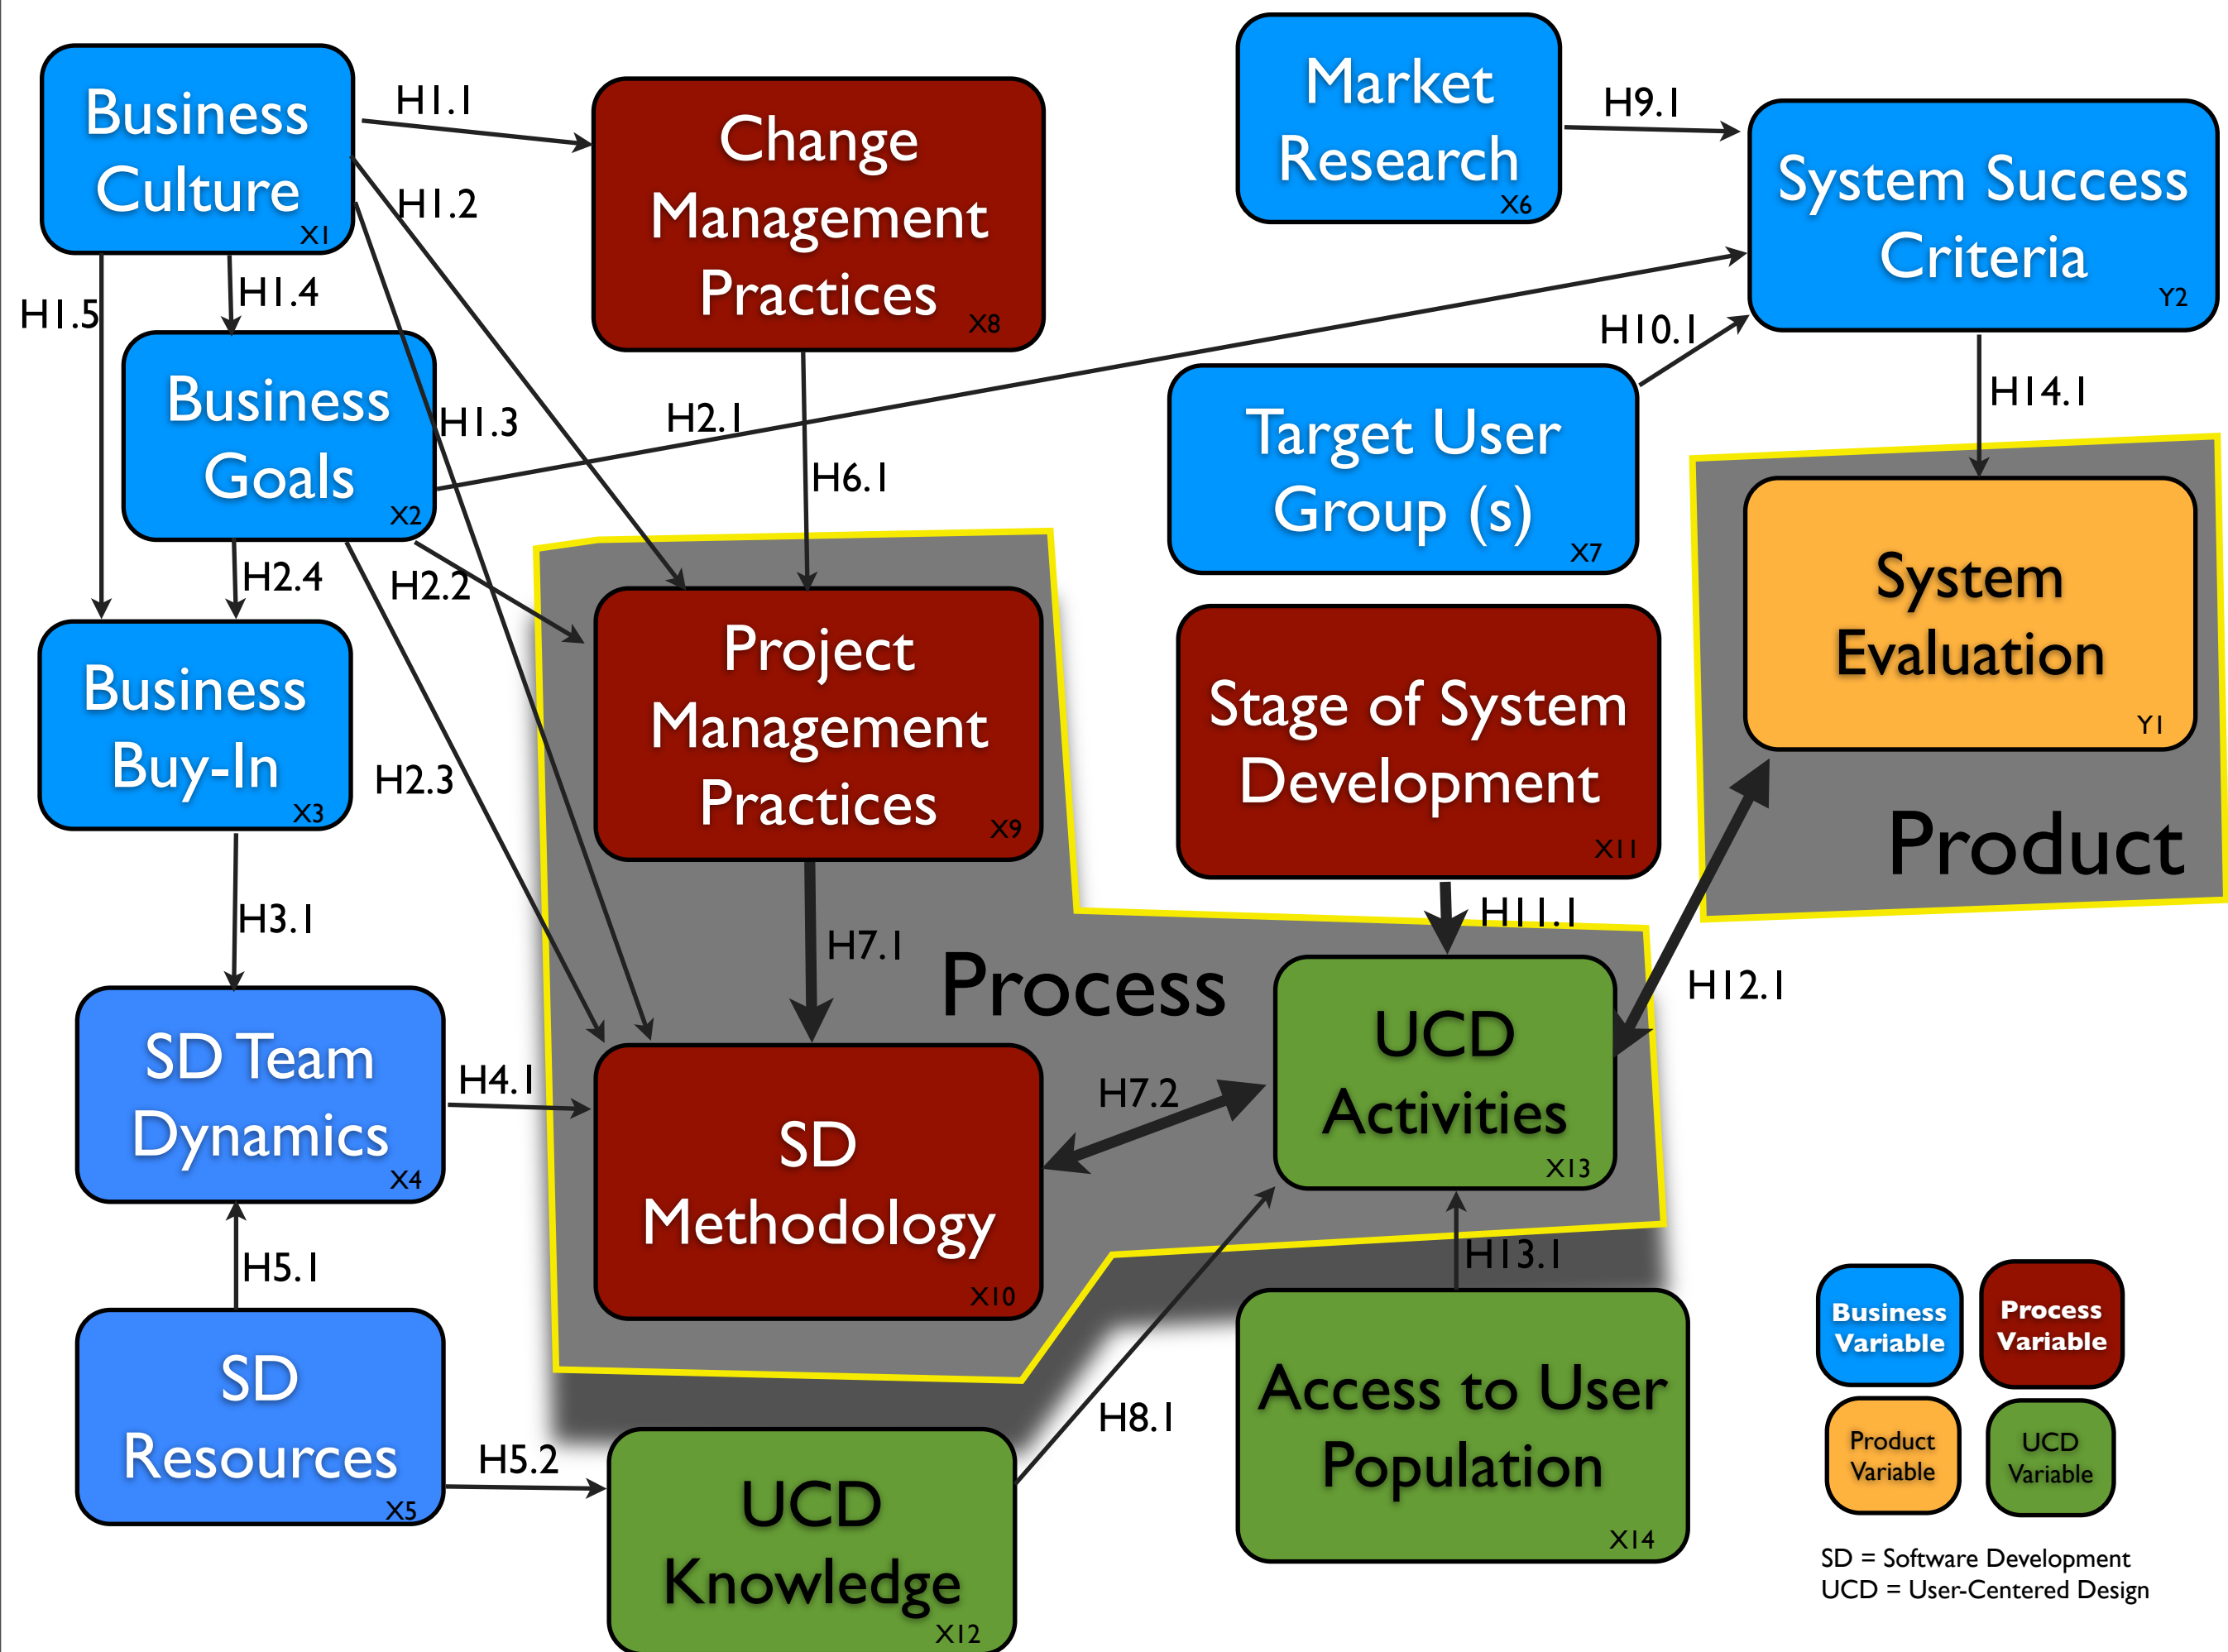 Business
Culture
X1
H1.1
H1.2
H1.3
H1.4
H1.5
Change
Management
Practices
X8
Market
Research
X6
H9.1
System Success
Criteria
Y2
Business
Goals
X2
H2.1
H2.2
H2.3
H2.4
H6.1
Target User
Group (s)
X7
H10.1
H14.1
System
Evaluation
Y1
Product
Business
Buy-In
X3
H3.1
Project
Management
Practices
X9
H7.1
Process
Stage of System
Development
X11
H11.1
H12.1
SD Team
Dynamics
X4
H4.1
SD
Methodology
X10
H7.2
UCD
Activities
X13
H13.1
H5.1
SD
Resources
X5
H5.2
UCD
Knowledge
X12
H8.1
Access to User
Population
X14
Business
Variable
Process
Variable
Product
Variable
UCD
Variable
SD = Software Development
UCD = User-Centered Design